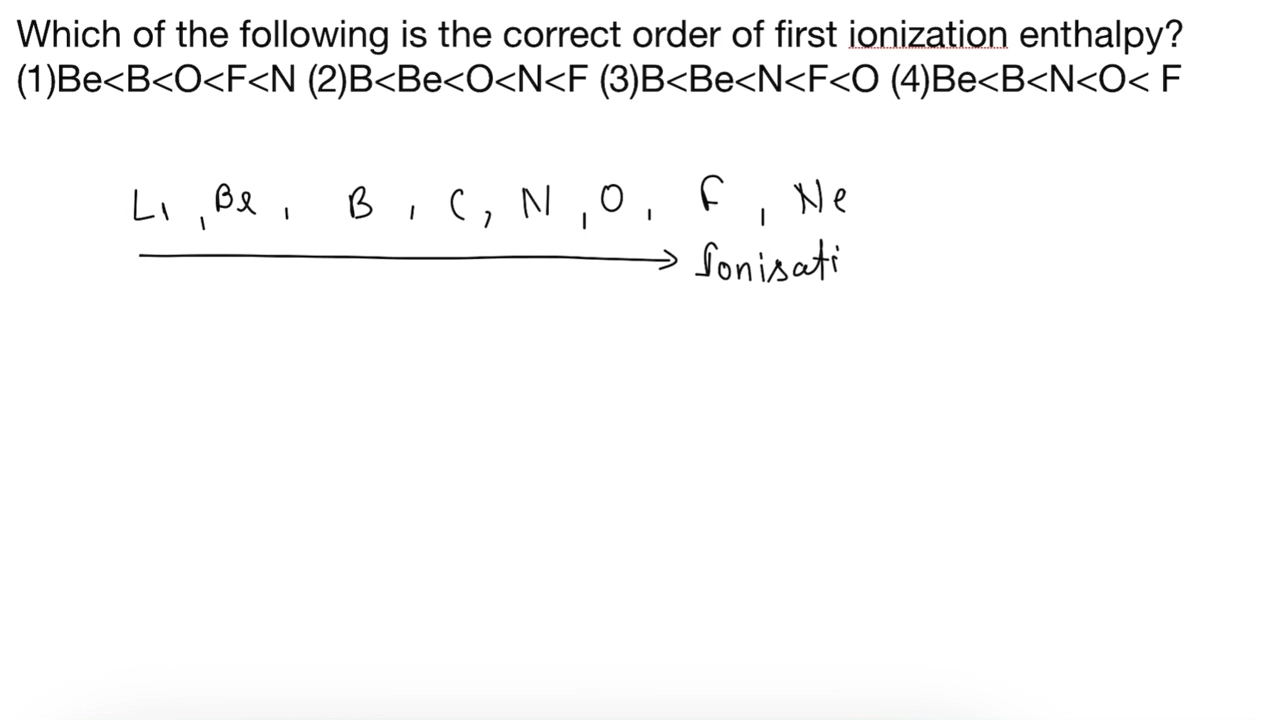 Which of the following is the correct order of first ionization enthalpy?
(1)Be<B<O<F<N (2)B<Be<O<N<F (3)B<Be<N<F<O (4)Be<B<N<O< F
Li, Be, B, C, N, O, F, Ne
Ionisati